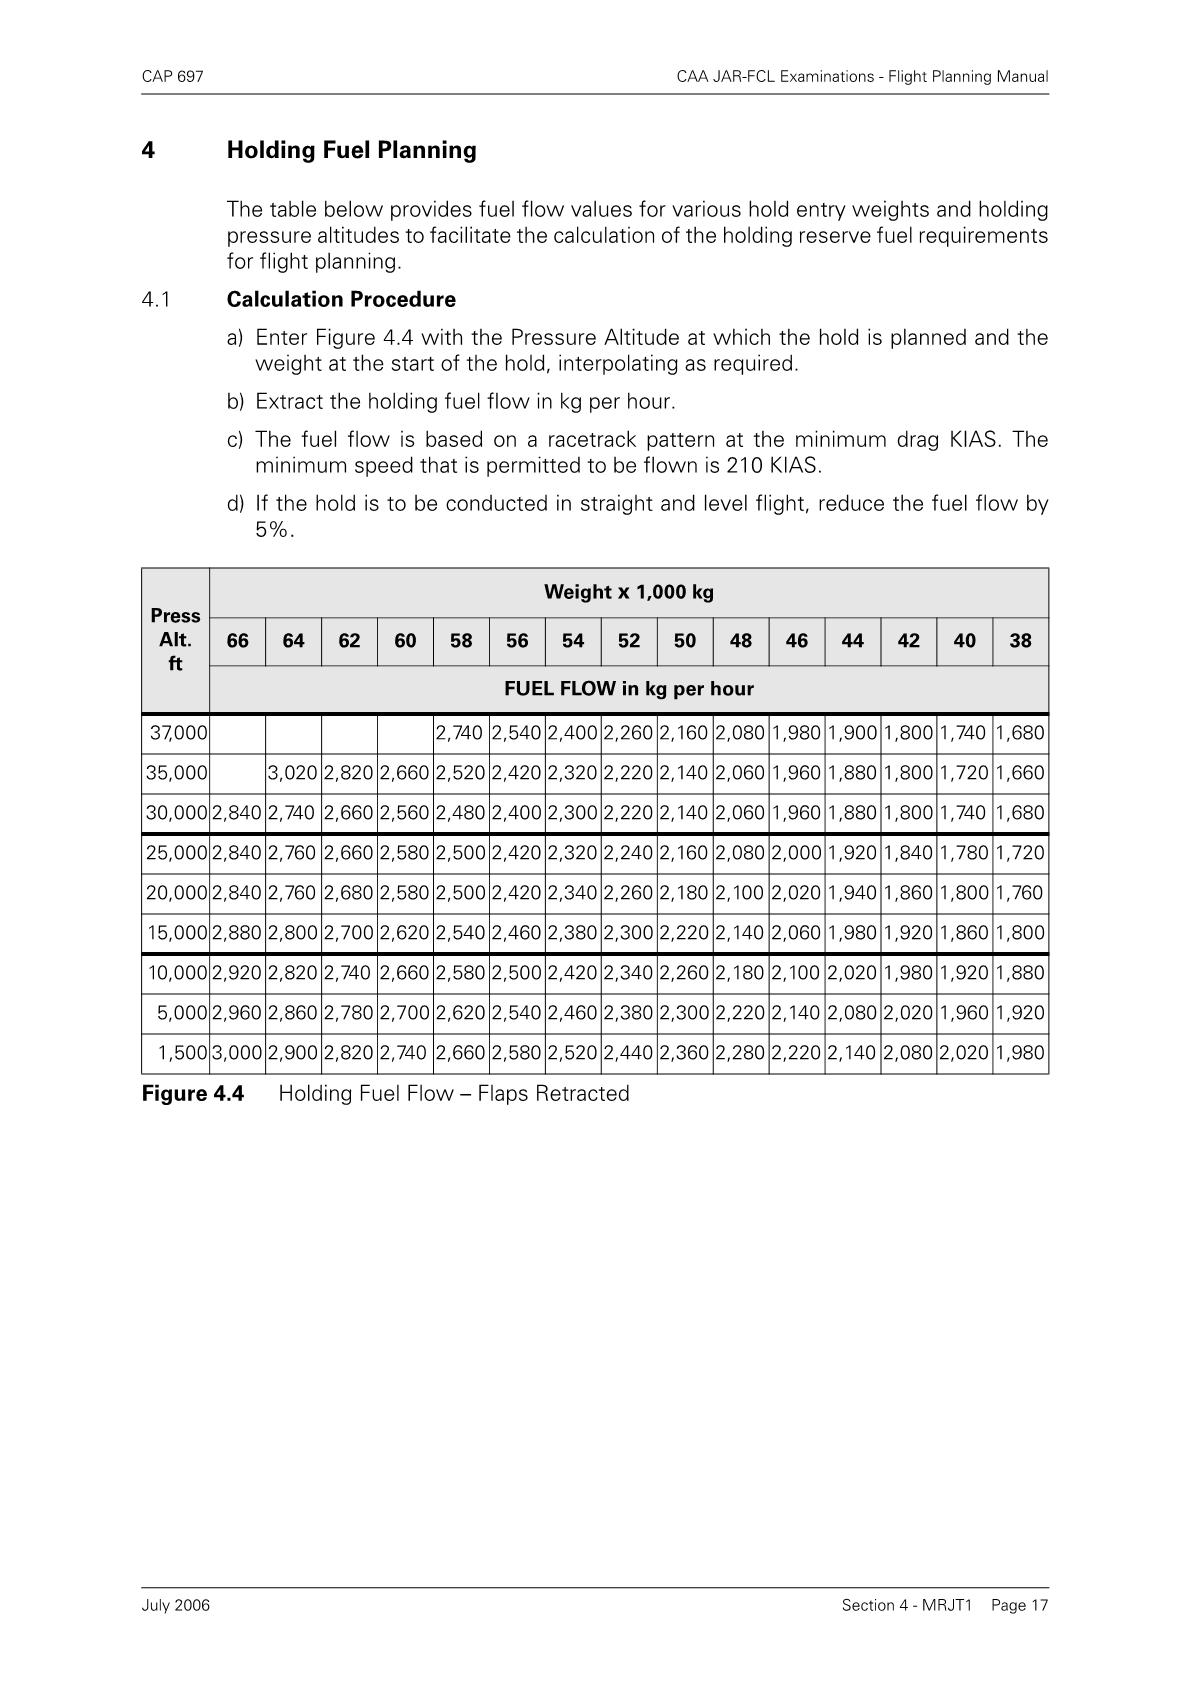 CAP 697 CAA JAR-FCL Examinations - Flight Planning Manual
4 Holding Fuel Planning
The table below provides fuel flow values for various hold entry weights and holding
pressure altitudes to facilitate the calculation of the holding reserve fuel requirements
for flight planning.
4.1 Calculation Procedure
a) Enter Figure 4.4 with the Pressure Altitude at which the hold is planned and the
weight at the start of the hold, interpolating as required.
b) Extract the holding fuel flow in kg per hour.
c) The fuel flow is based on a racetrack pattern at the minimum drag KIAS. The
minimum speed that is permitted to be flown is 210 KIAS.
d) If the hold is to be conducted in straight and level flight, reduce the fuel flow by
5%.
Press
Alt.
ft
Weight x 1,000 kg
66 64 62 60 58 56 54 52 50 48 46 44 42 40 38
FUEL FLOW in kg per hour
37,000 2,740 2,540 2,400 2,260 2,160 2,080 1,980 1,900 1,800 1,740 1,680
35,000 3,020 2,820 2,660 2,520 2,420 2,320 2,220 2,140 2,060 1,960 1,880 1,800 1,720 1,660
30,000 2,840 2,740 2,660 2,560 2,480 2,400 2,300 2,220 2,140 2,060 1,960 1,880 1,800 1,740 1,680
25,000 2,840 2,760 2,660 2,580 2,500 2,420 2,320 2,240 2,160 2,080 2,000 1,920 1,840 1,780 1,720
20,000 2,840 2,760 2,680 2,580 2,500 2,420 2,340 2,260 2,180 2,100 2,020 1,940 1,860 1,800 1,760
15,000 2,880 2,800 2,700 2,620 2,540 2,460 2,380 2,300 2,220 2,140 2,060 1,980 1,920 1,860 1,800
10,000 2,920 2,820 2,740 2,660 2,580 2,500 2,420 2,340 2,260 2,180 2,100 2,020 1,980 1,920 1,880
5,000 2,960 2,860 2,780 2,700 2,620 2,540 2,460 2,380 2,300 2,220 2,140 2,080 2,020 1,960 1,920
1,500 3,000 2,900 2,820 2,740 2,660 2,580 2,520 2,440 2,360 2,280 2,220 2,140 2,080 2,020 1,980
Figure 4.4 Holding Fuel Flow – Flaps Retracted
July 2006 Section 4 - MRJT1 Page 17